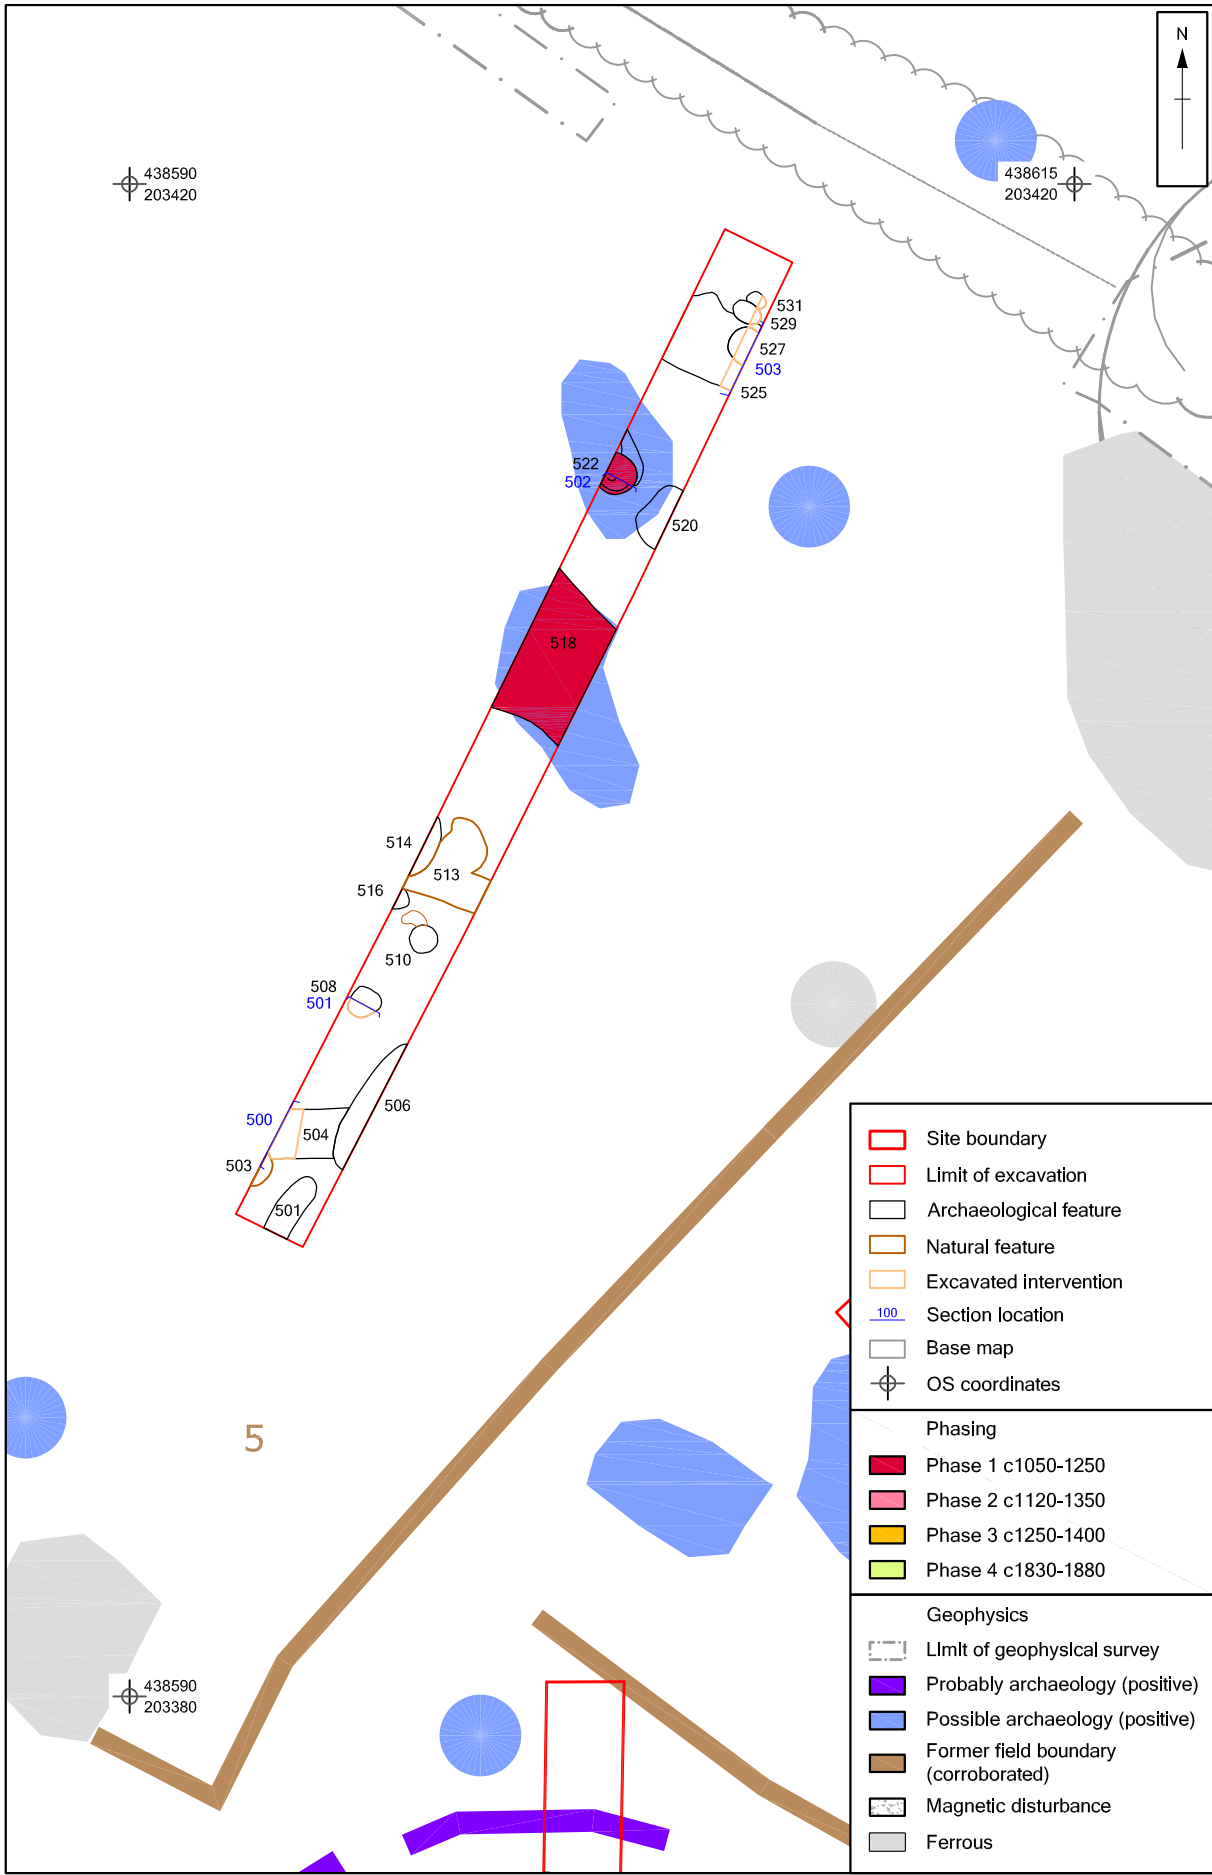 N
438590
203420
438615
203420
531
529
527
503
525
522
502
520
518
514
513
516
510
508
501
506
500
504
503
501
5
438590
203380
Site boundary
Limit of excavation
Archaeological feature
Natural feature
Excavated intervention
100 Section location
Base map
OS coordinates
Phasing
Phase 1 c1050-1250
Phase 2 c1120-1350
Phase 3 c1250-1400
Phase 4 c1830-1880
Geophysics
Limit of geophysical survey
Probably archaeology (positive)
Possible archaeology (positive)
Former field boundary
(corroborated)
Magnetic disturbance
Ferrous